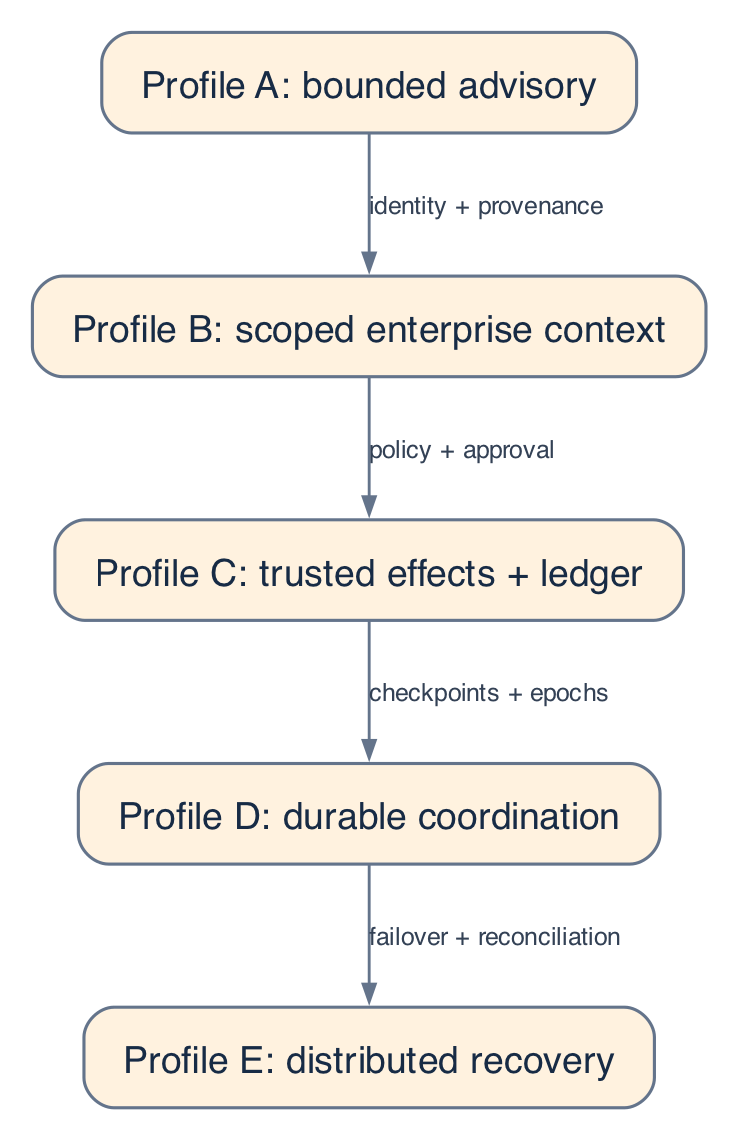 Profile A: bounded advisory
identity + provenance
Profile B: scoped enterprise context
policy + approval
Profile C: trusted effects + ledger
checkpoints + epochs
Profile D: durable coordination
failover + reconciliation
Profile E: distributed recovery